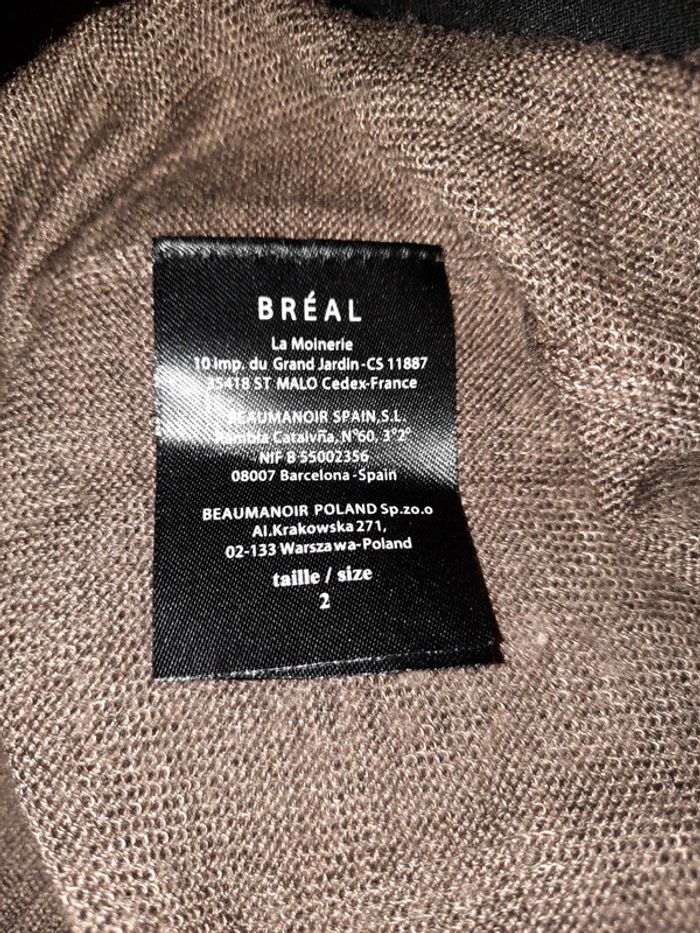 BRÉAL
La Moinerie
10 imp. du Grand Jardin-CS 11887
35418 ST MALO Cedex-France
BEAUMANOIR SPAIN, S.L.
Rambla Catalvña, N°60, 3°2°
NIF B 55002356
08007 Barcelona-Spain
BEAUMANOIR POLAND Sp.zo.o
Al.Krakowska 271,
02-133 Warszawa-Poland
taille / size
2